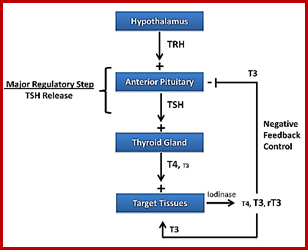 Hypothalamus
TRH
+
Anterior Pituitary
T3
Major Regulatory Step
TSH Release
TSH
Negative
Feedback
Control
+
Thyroid Gland
T4, T3
+
Target Tissues
Iodinase
T4, T3, rT3
T3